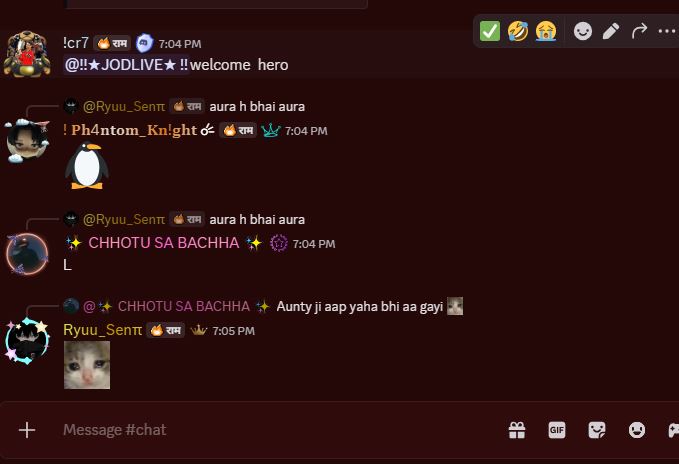 !cr7 राम 7:04 PM
@!!★JODLIVE★ !! welcome hero
@Ryuu_Senπ राम aura h bhai aura
! Ph4ntom_Kn!ght राम 7:04 PM
@Ryuu_Senπ राम aura h bhai aura
CHHOTU SA BACHHA 7:04 PM
L
@ CHHOTU SA BACHHA Aunty ji aap yaha bhi aa gayi
Ryuu_Senπ राम 7:05 PM
Message #chat
GIF